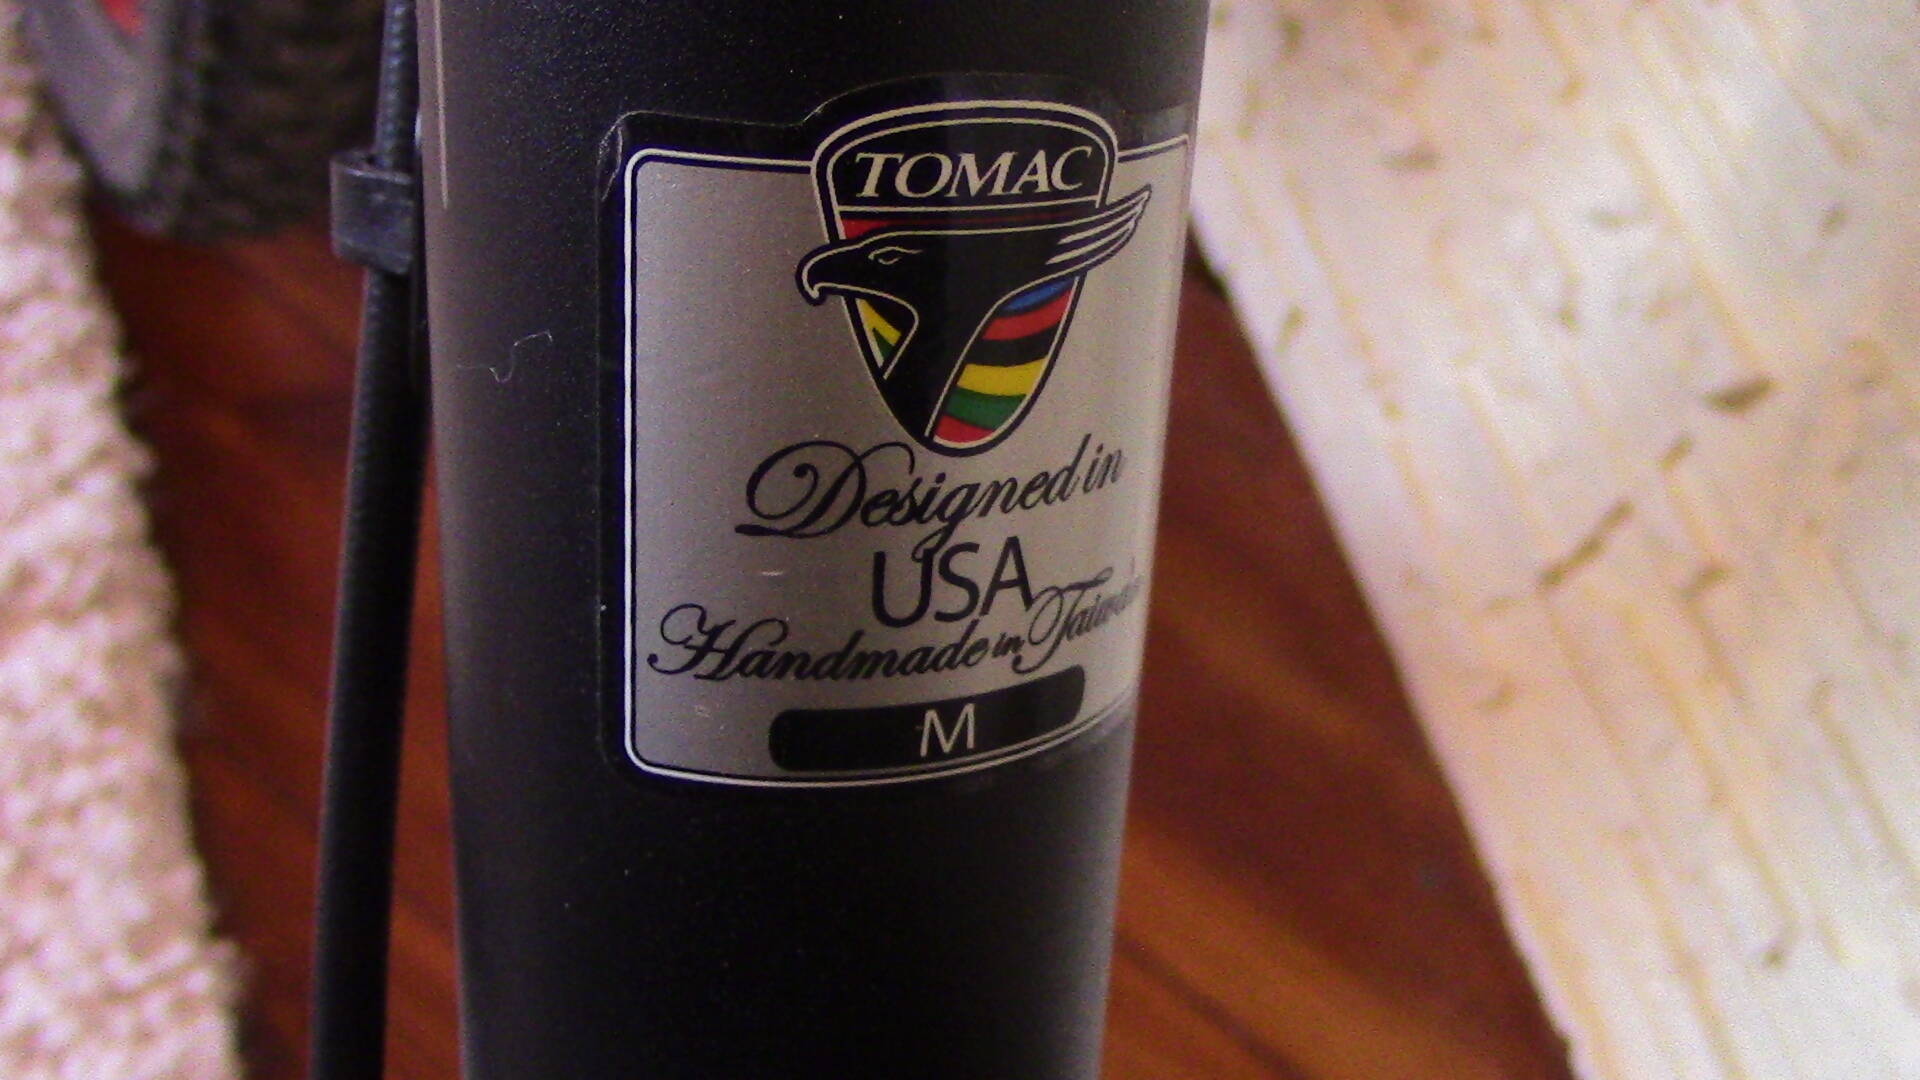 TOMAC
Designed in
USA
Handmade in Taiwan
M